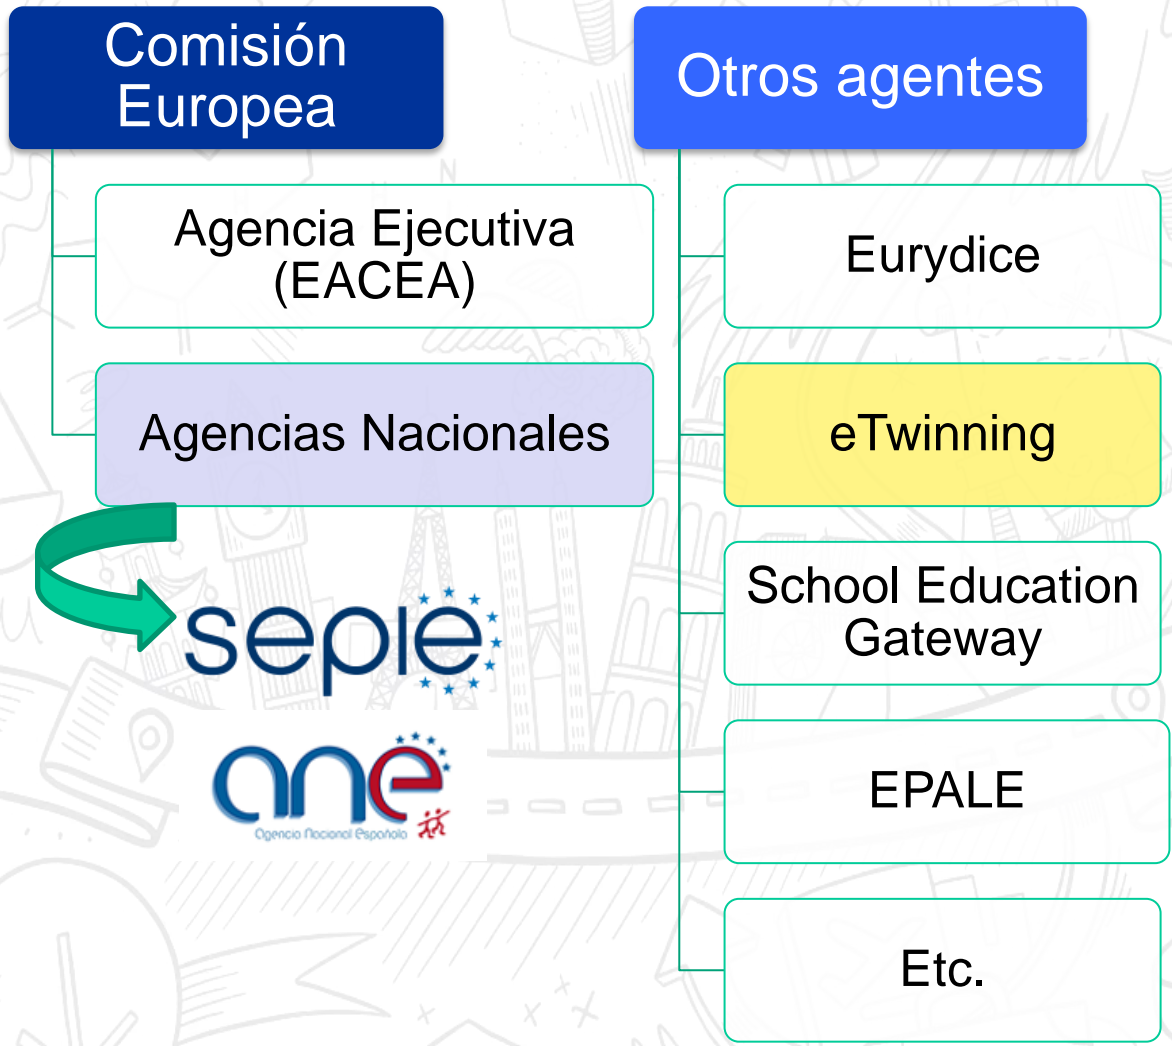 Comisión
Europea
Agencia Ejecutiva
(EACEA)
Agencias Nacionales
N
sepie
ane
Agencia Nacional Española
Otros agentes
Eurydice
eTwinning
School Education
Gateway
EPALE
Etc.